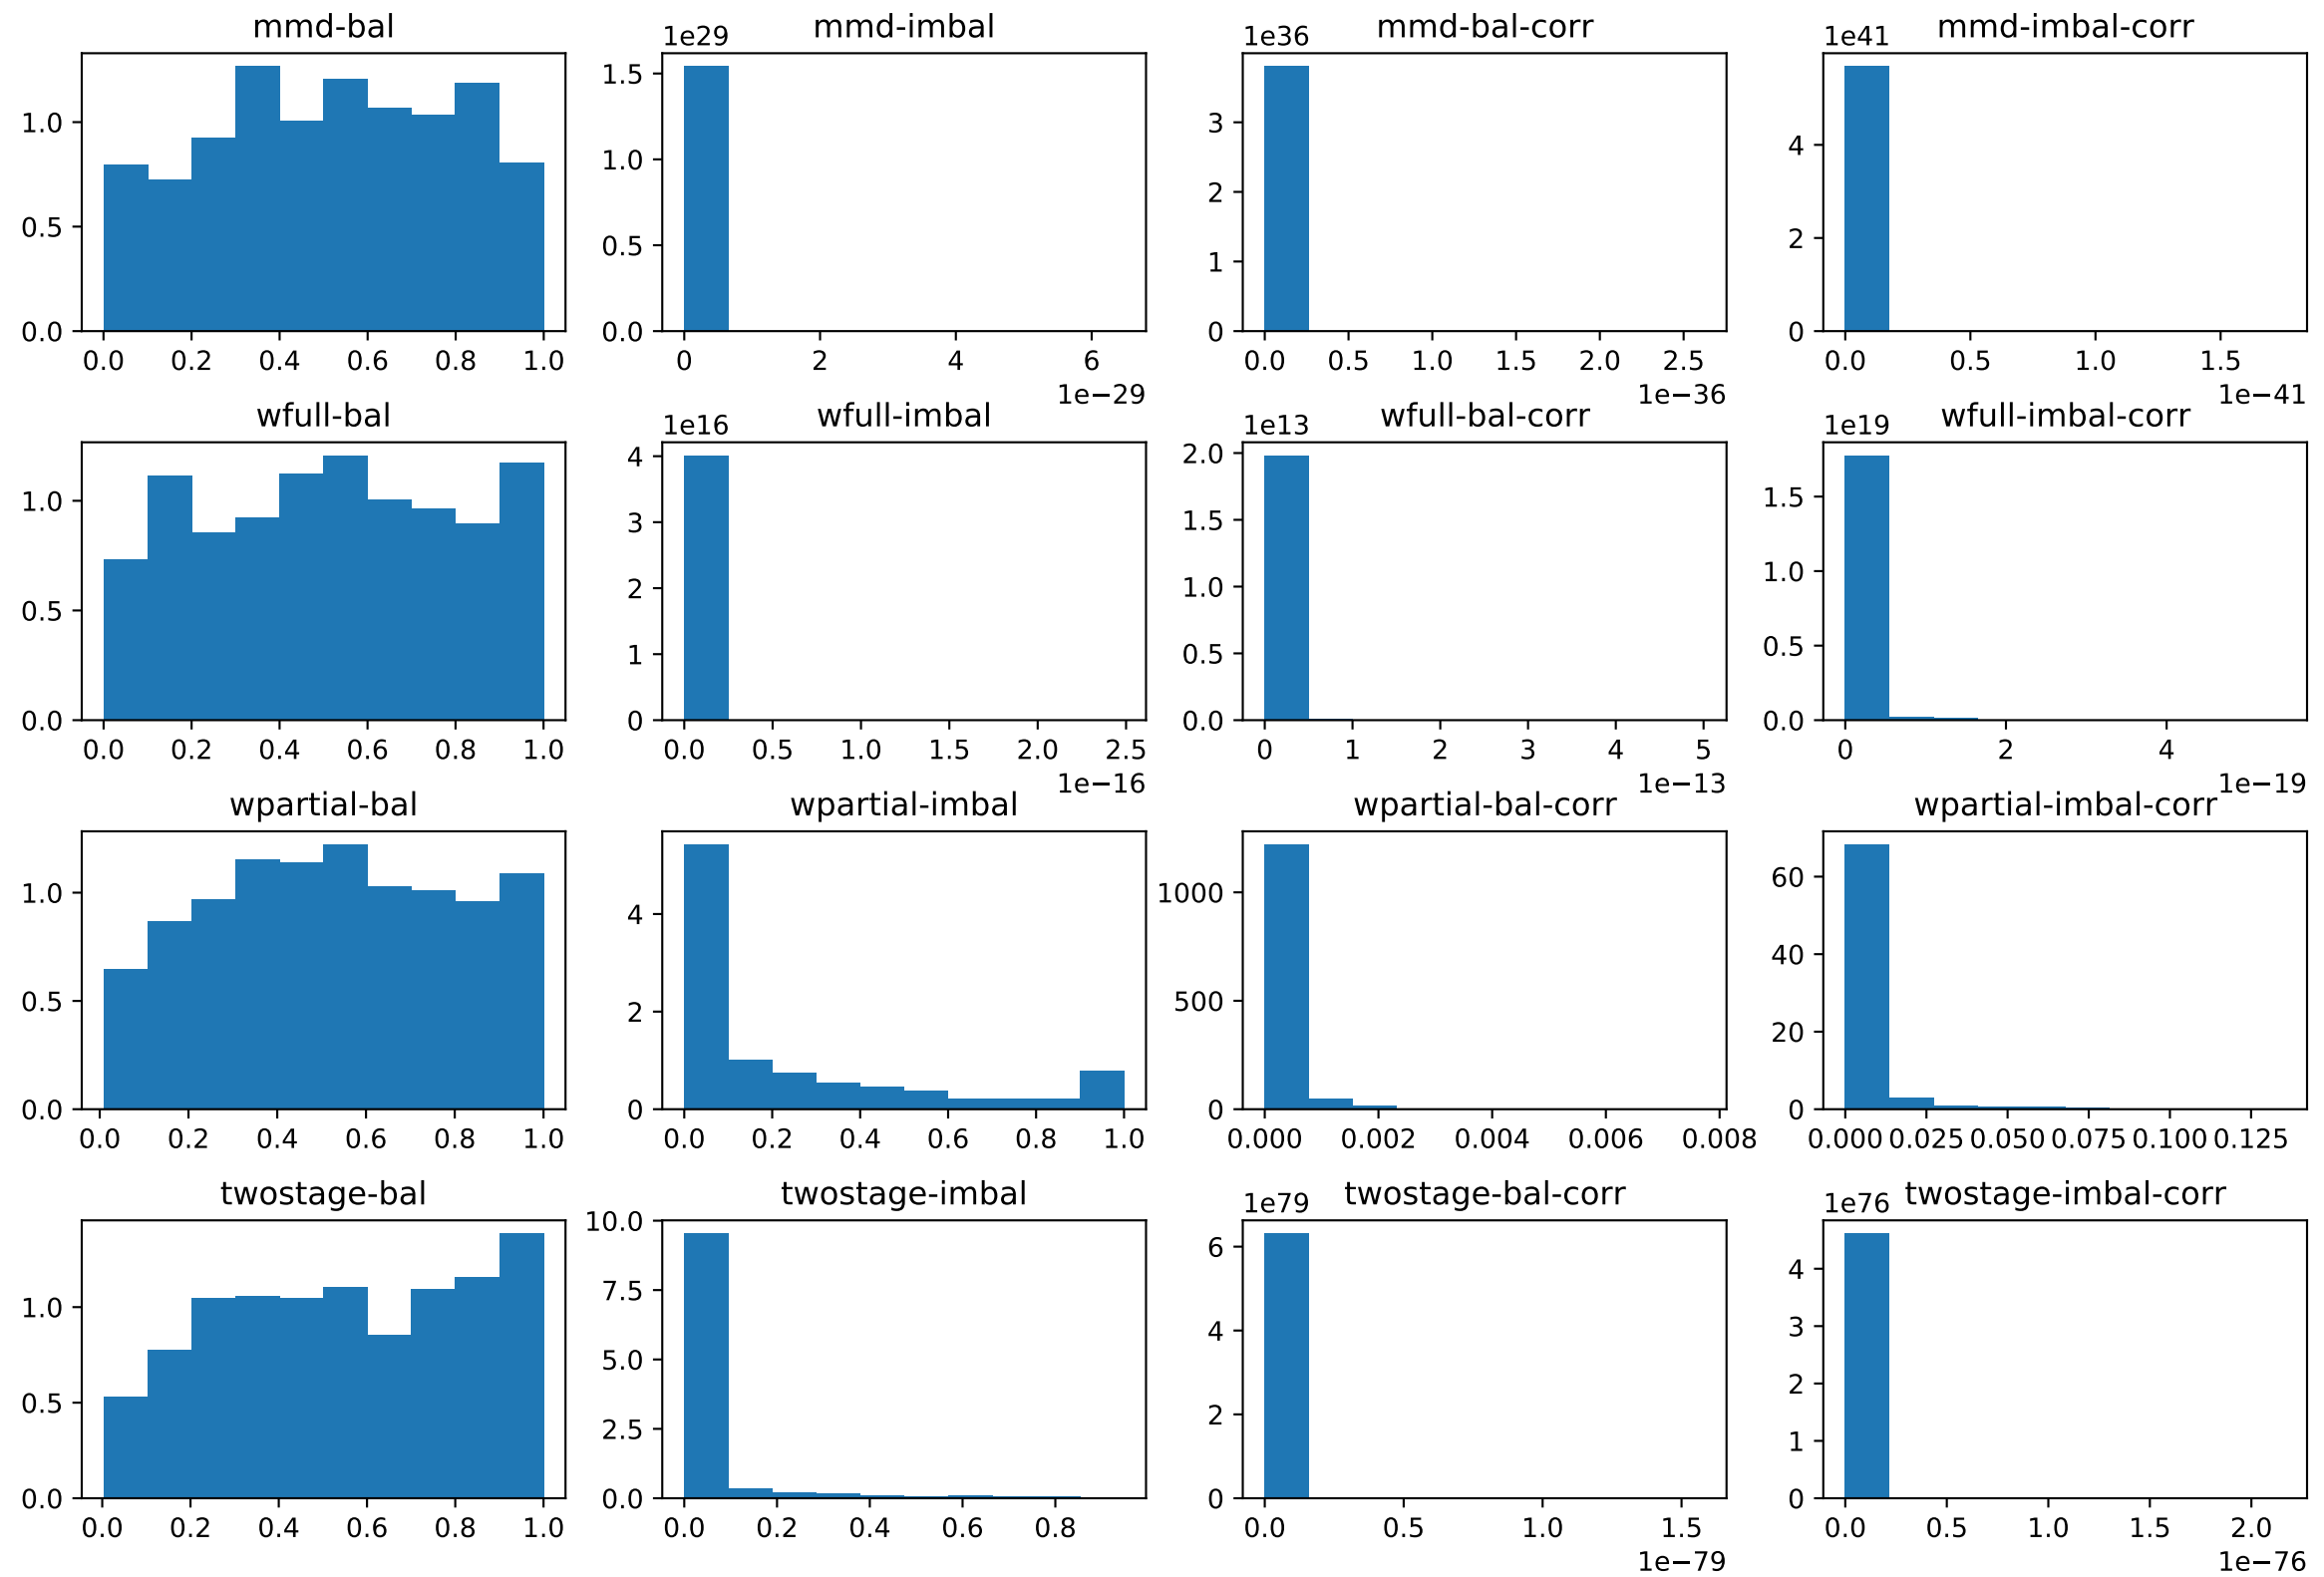 mmd-bal
1.0
0.5
0.0
0.0 0.2 0.4 0.6 0.8 1.0
mmd-imbal
1e29
1.5
1.0
0.5
0.0
0 2 4 6
1e−29
mmd-bal-corr
1e36
3
2
1
0
0.0 0.5 1.0 1.5 2.0 2.5
1e−36
mmd-imbal-corr
1e41
4
2
0
0.0 0.5 1.0 1.5
1e−41
wfull-bal
1.0
0.5
0.0
0.0 0.2 0.4 0.6 0.8 1.0
wfull-imbal
1e16
4
3
2
1
0
0.0 0.5 1.0 1.5 2.0 2.5
1e−16
wfull-bal-corr
1e13
2.0
1.5
1.0
0.5
0.0
0 1 2 3 4 5
1e−13
wfull-imbal-corr
1e19
1.5
1.0
0.5
0.0
0 2 4
1e−19
wpartial-bal
1.0
0.5
0.0
0.0 0.2 0.4 0.6 0.8 1.0
wpartial-imbal
4
2
0
0.0 0.2 0.4 0.6 0.8 1.0
wpartial-bal-corr
1000
500
0
0.000 0.002 0.004 0.006 0.008
wpartial-imbal-corr
60
40
20
0
0.000 0.025 0.050 0.075 0.100 0.125
twostage-bal
1.0
0.5
0.0
0.0 0.2 0.4 0.6 0.8 1.0
twostage-imbal
10.0
7.5
5.0
2.5
0.0
0.0 0.2 0.4 0.6 0.8
twostage-bal-corr
1e79
6
4
2
0
0.0 0.5 1.0 1.5
1e−79
twostage-imbal-corr
1e76
4
3
2
1
0
0.0 0.5 1.0 1.5 2.0
1e−76